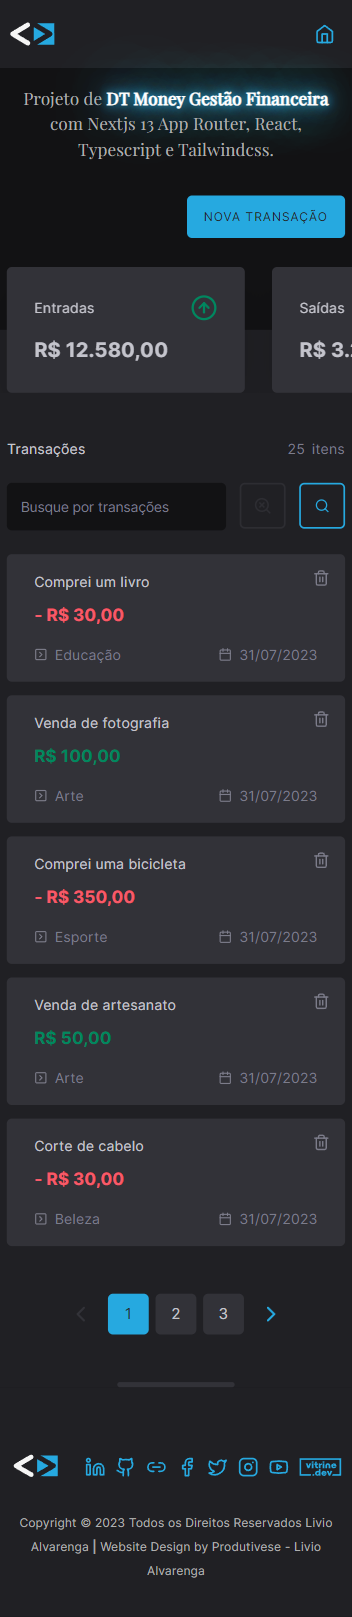 Projeto de DT Money Gestão Financeira
com Nextjs 13 App Router, React,
Typescript e Tailwindcss.
NOVA TRANSAÇÃO
Entradas
R$ 12.580,00
Saídas
R$ 3.
Transações
25 itens
Busque por transações
Comprei um livro
- R$ 30,00
Educação
31/07/2023
Venda de fotografia
R$ 100,00
Arte
31/07/2023
Comprei uma bicicleta
- R$ 350,00
Esporte
31/07/2023
Venda de artesanato
R$ 50,00
Arte
31/07/2023
Corte de cabelo
- R$ 30,00
Beleza
31/07/2023
1 2 3
vitrine
.dev
Copyright © 2023 Todos os Direitos Reservados Livio
Alvarenga | Website Design by Produtivese - Livio
Alvarenga